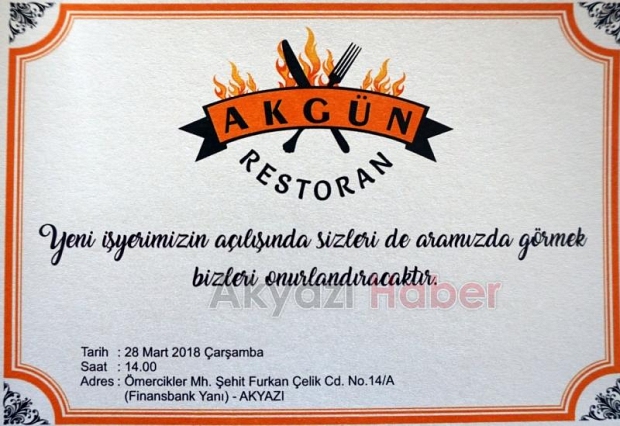 AKGÜN
RESTORAN
Yeni işyerimizin açılışında sizleri de aramızda görmek
bizleri onurlandıracaktır.
Akyazı Haber
Tarih : 28 Mart 2018 Çarşamba
Saat : 14.00
Adres : Ömercikler Mh. Şehit Furkan Çelik Cd. No.14/A
(Finansbank Yanı) - AKYAZI